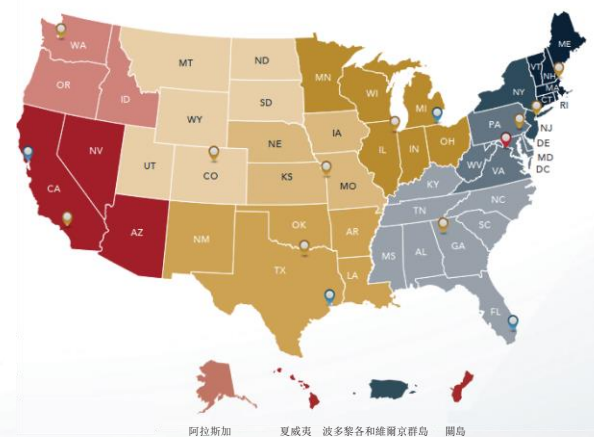 WA
MT
ND
MN
ME
VT
NH
OR
ID
SD
WI
MI
NY
MA
CT
RI
WY
IA
PA
NJ
NE
OH
DE
NV
UT
IL
IN
MD
CO
KS
MO
WV
VA
DC
CA
KY
AZ
NM
OK
AR
TN
NC
SC
TX
LA
MS
AL
GA
FL
阿拉斯加
夏威夷
波多黎各和維爾京群島
關島